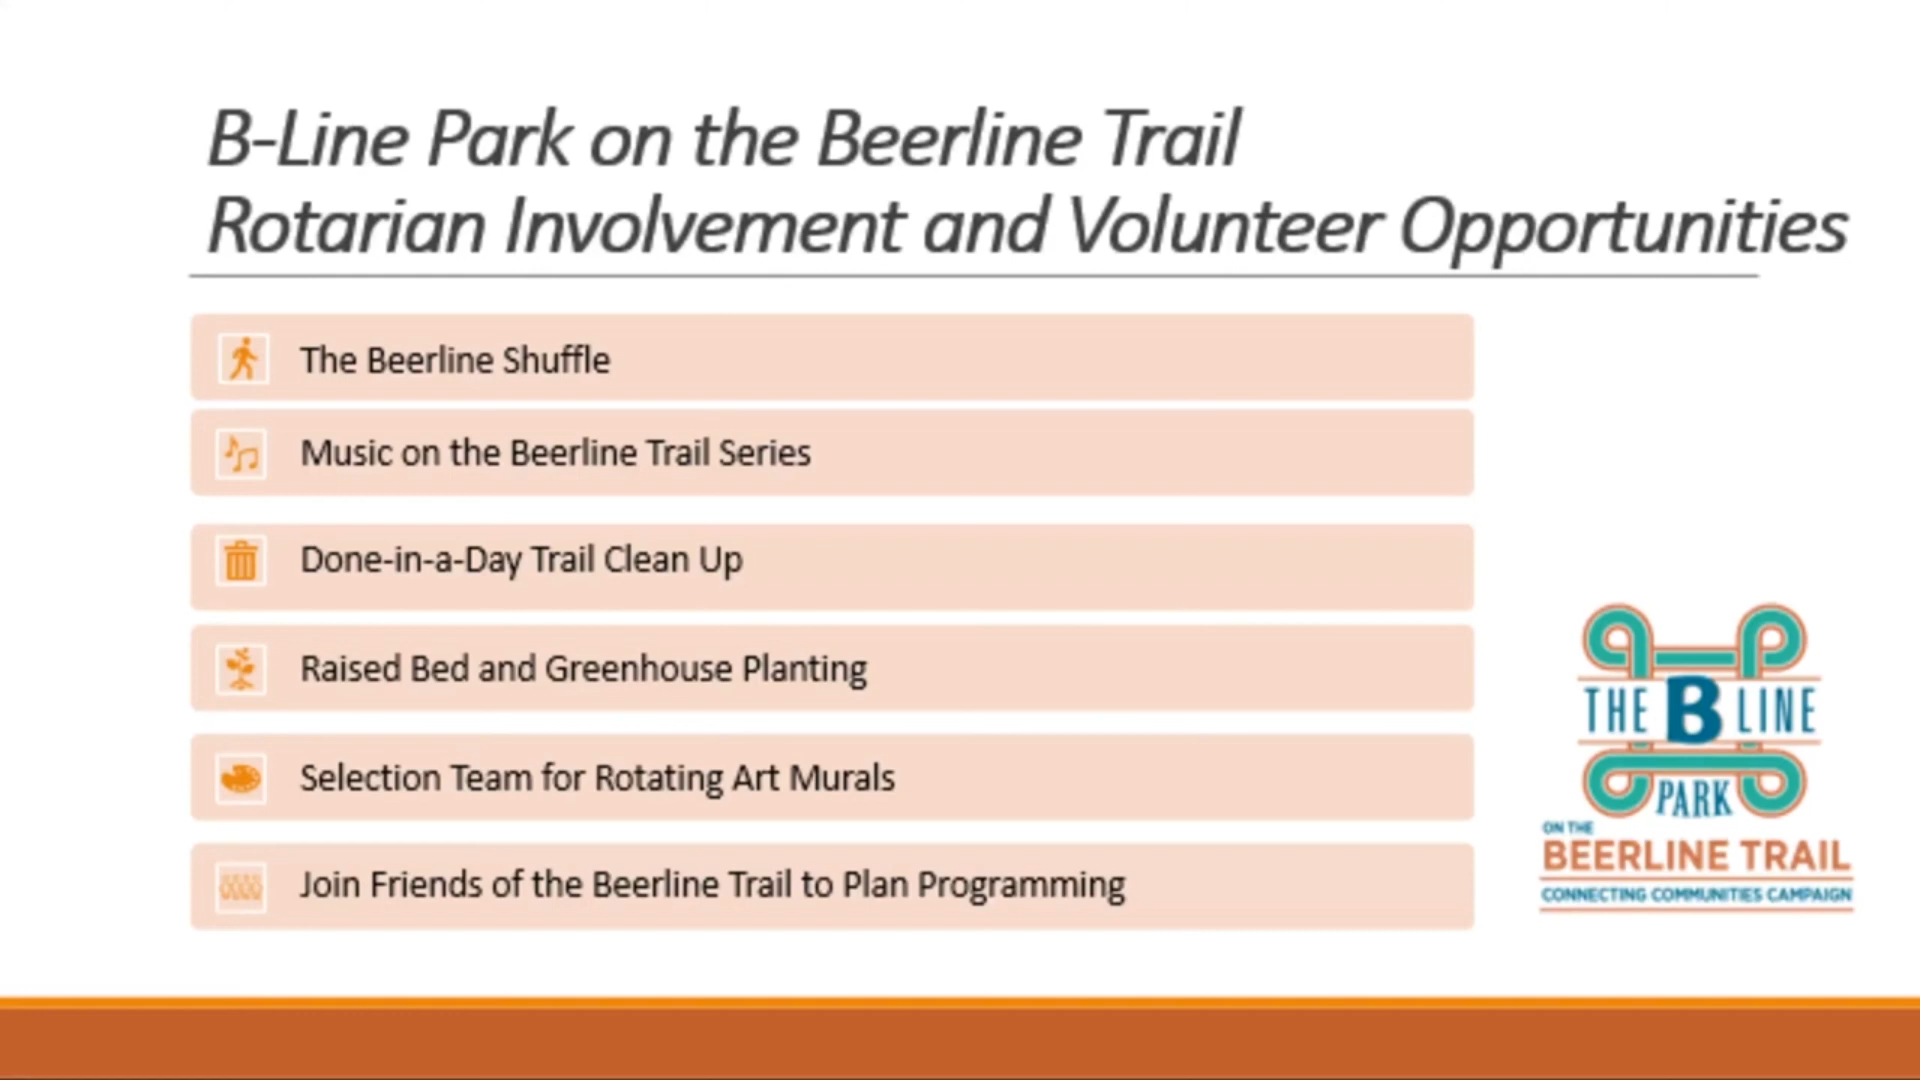 B-Line Park on the Beerline Trail
Rotarian Involvement and Volunteer Opportunities
The Beerline Shuffle
Music on the Beerline Trail Series
Done-in-a-Day Trail Clean Up
Raised Bed and Greenhouse Planting
Selection Team for Rotating Art Murals
Join Friends of the Beerline Trail to Plan Programming
THE B LINE
PARK
ON THE
BEERLINE TRAIL
CONNECTING COMMUNITIES CAMPAIGN